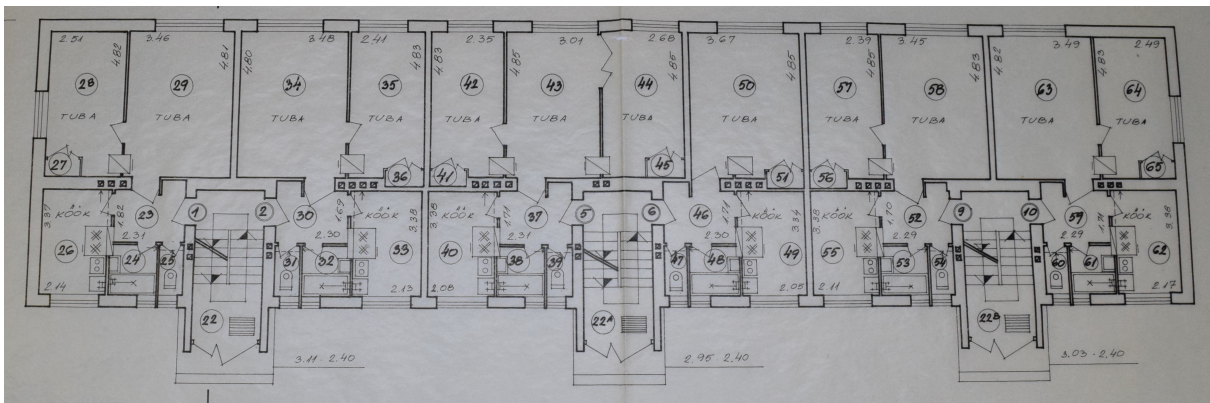 2.51 3.46 3.48 2.41 2.35 3.01 2.68 3.67 2.39 3.45 3.49 2.49
4.82 4.81 4.80 4.83 4.83 4.85 4.85 4.85 4.85 4.83 4.82 4.83
28 29 34 35 42 43 44 50 57 58 63 64
TUBA TUBA TUBA TUBA TUBA TUBA TUBA TUBA TUBA TUBA TUBA TUBA
27 36 41 45 51 56 65
KÖÖK 1.82 23 1 2 30 1.69 KÖÖK KÖÖK 1.71 37 5 6 46 1.71 KÖÖK KÖÖK 1.70 52 9 10 59 1.71 KÖÖK
3.37 3.38 3.38 3.34 3.38 3.38
2.31 2.30 2.31 2.30 2.29 2.29
26 24 25 31 32 33 40 38 39 47 48 49 55 53 54 60 61 62
2.14 2.13 2.08 2.05 2.11 2.17
22 22A 22B
3.11 · 2.40 2.95 · 2.40 3.03 · 2.40